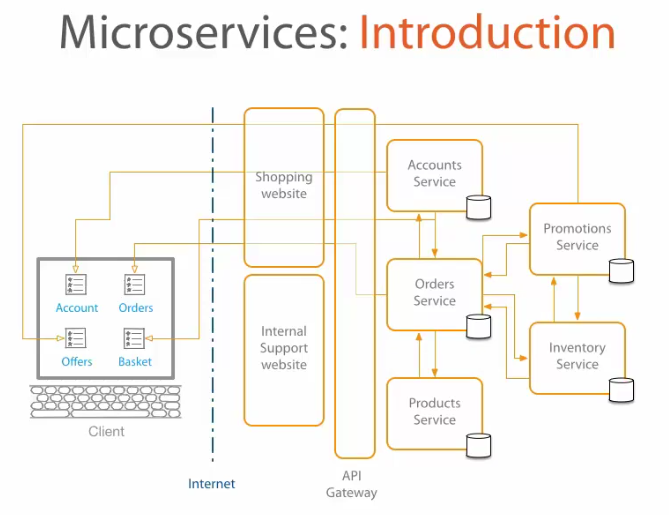 Microservices: Introduction
Shopping
website
Accounts
Service
Promotions
Service
Account
Orders
Orders
Service
Internal
Support
website
Offers
Basket
Inventory
Service
Products
Service
Client
Internet
API
Gateway